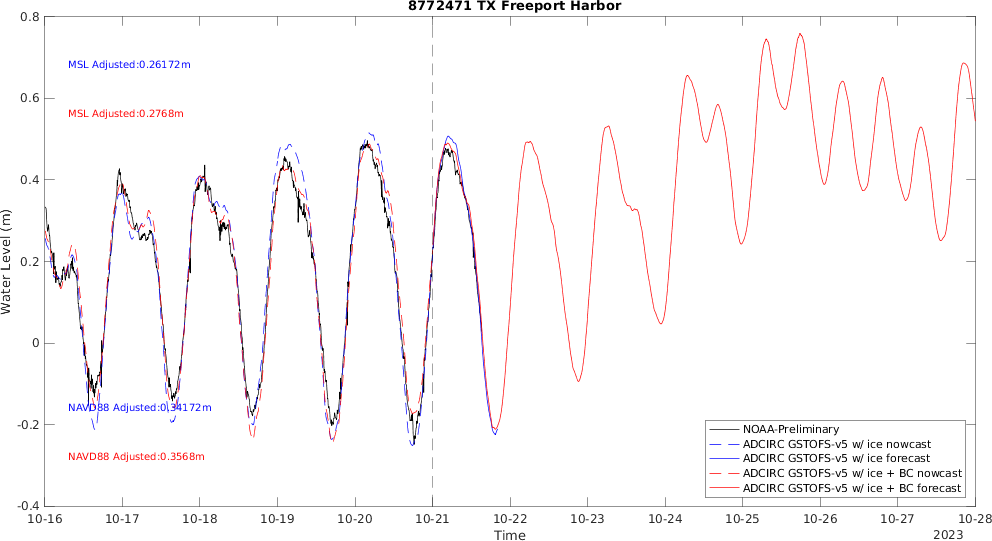 8772471 TX Freeport Harbor
0.8
MSL Adjusted:0.26172m
0.6
MSL Adjusted:0.2768m
0.4
Water Level (m)
0.2
0
NAVD88 Adjusted:0.34172m
-0.2
NAVD88 Adjusted:0.3568m
-0.4
NOAA-Preliminary
ADCIRC GSTOFS-v5 w/ ice nowcast
ADCIRC GSTOFS-v5 w/ ice forecast
ADCIRC GSTOFS-v5 w/ ice + BC nowcast
ADCIRC GSTOFS-v5 w/ ice + BC forecast
10-16 10-17 10-18 10-19 10-20 10-21 10-22 10-23 10-24 10-25 10-26 10-27 10-28
Time
2023